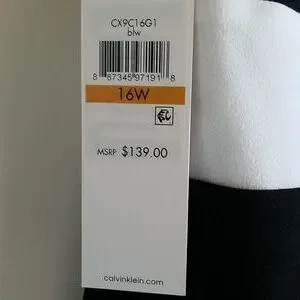 CX9C16G1
blw
8 87345 97191 8
16W
MSRP $139.00
calvinklein.com